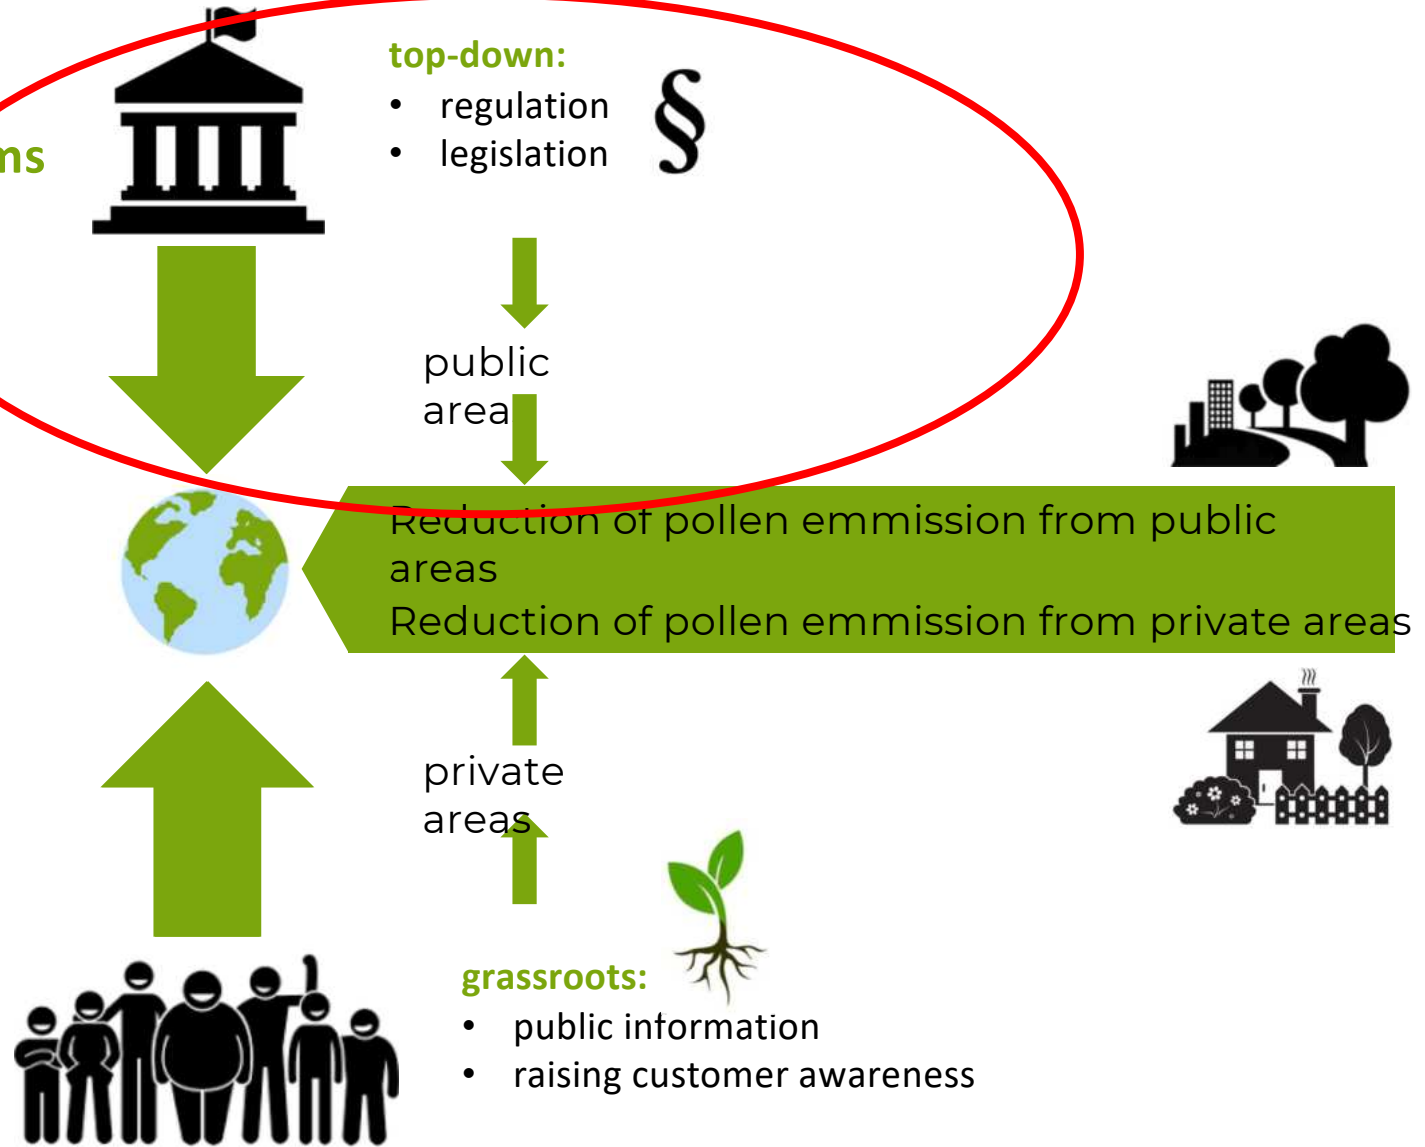 top-down:
• regulation
• legislation
§
ms
public
area
Reduction of pollen emmission from public
areas
Reduction of pollen emmission from private areas
private
areas
grassroots:
• public information
• raising customer awareness